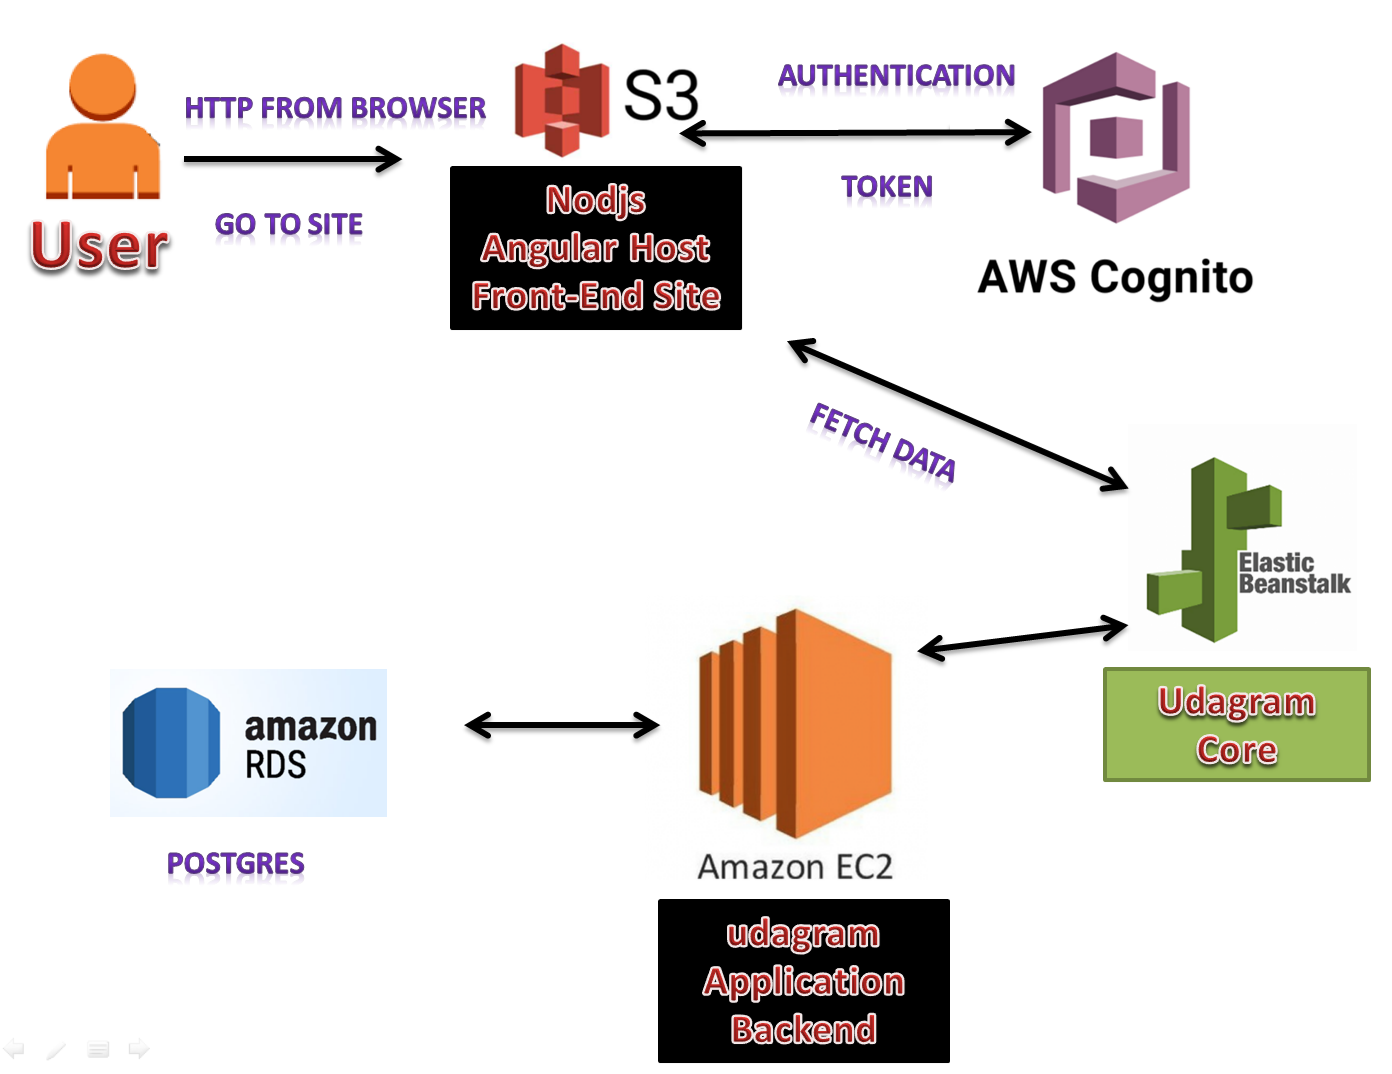 HTTP FROM BROWSER
GO TO SITE
User
S3
Nodjs
Angular Host
Front-End Site
AUTHENTICATION
TOKEN
AWS Cognito
FETCH DATA
Elastic
Beanstalk
Udagram
Core
amazon
RDS
POSTGRES
Amazon EC2
udagram
Application
Backend